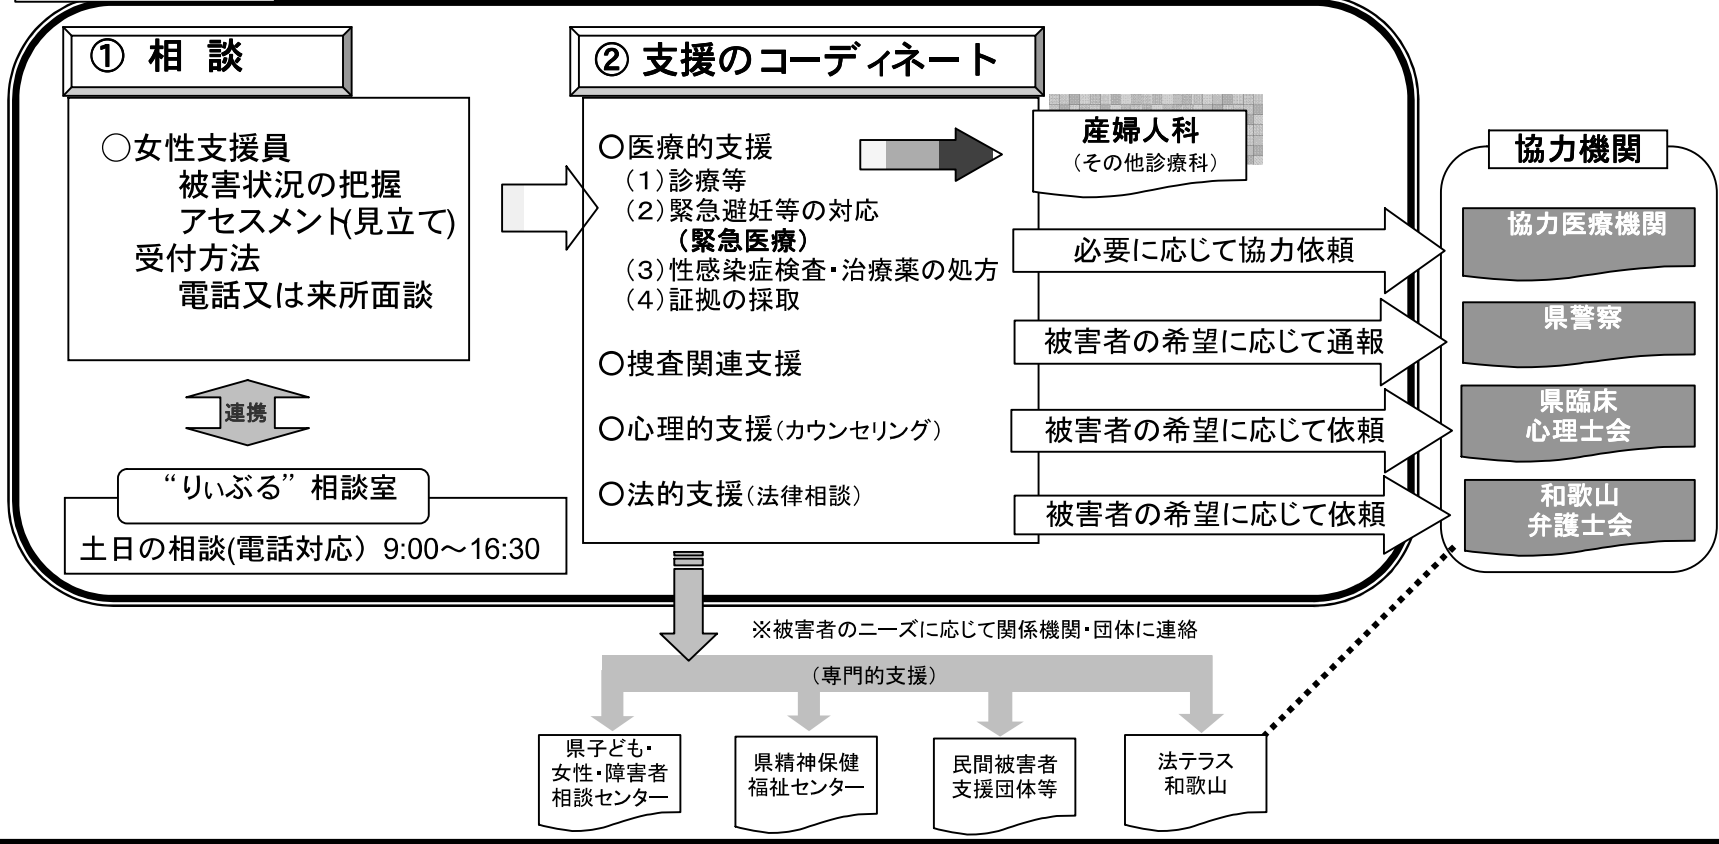 ① 相 談
○女性支援員
被害状況の把握
アセスメント(見立て)
受付方法
電話又は来所面談
連携
“りぃぶる” 相談室
土日の相談(電話対応) 9:00～16:30
② 支援のコーディネート
○医療的支援
(1)診療等
(2)緊急避妊等の対応
(緊急医療)
(3)性感染症検査・治療薬の処方
(4)証拠の採取
○捜査関連支援
○心理的支援(カウンセリング)
○法的支援(法律相談)
産婦人科
(その他診療科)
必要に応じて協力依頼
被害者の希望に応じて通報
被害者の希望に応じて依頼
被害者の希望に応じて依頼
協力機関
協力医療機関
県警察
県臨床
心理士会
和歌山
弁護士会
※被害者のニーズに応じて関係機関・団体に連絡
(専門的支援)
県子ども・
女性・障害者
相談センター
県精神保健
福祉センター
民間被害者
支援団体等
法テラス
和歌山